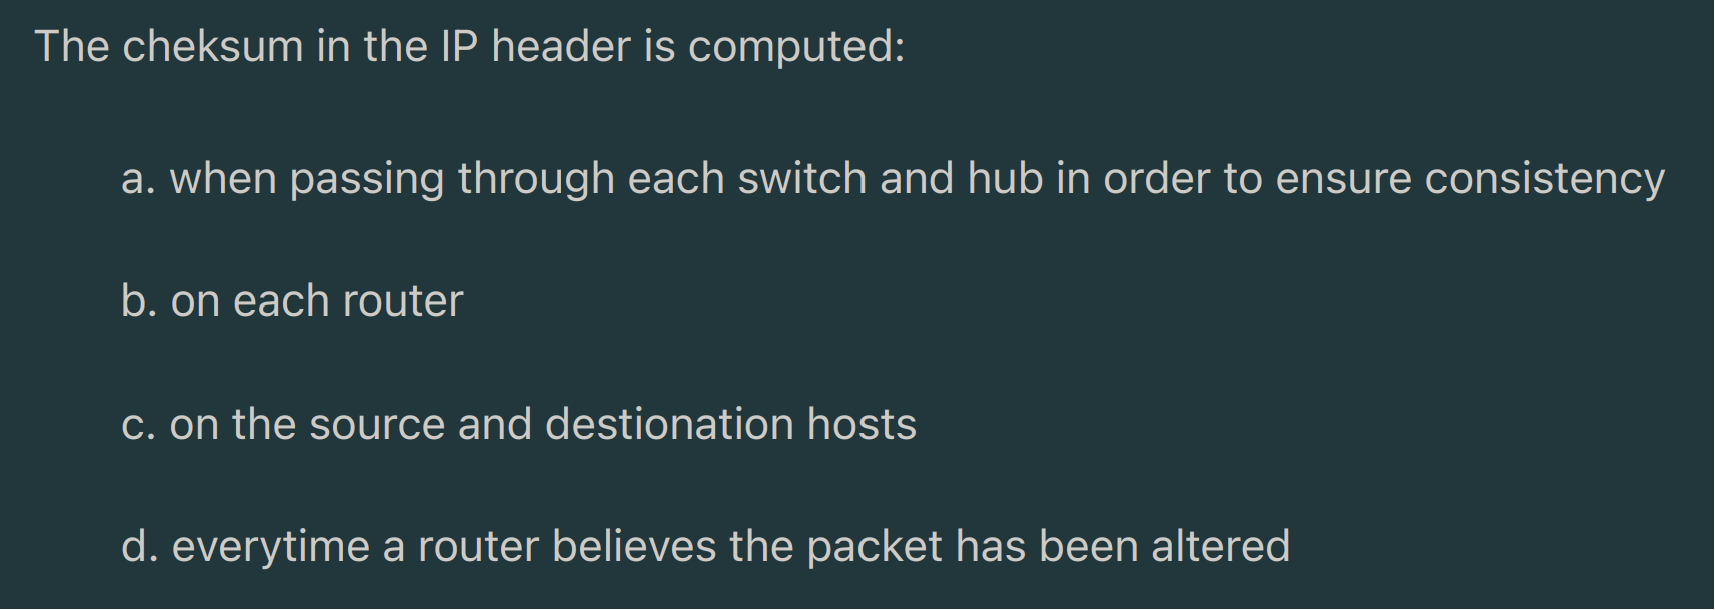 The cheksum in the IP header is computed:
a. when passing through each switch and hub in order to ensure consistency
b. on each router
c. on the source and destionation hosts
d. everytime a router believes the packet has been altered